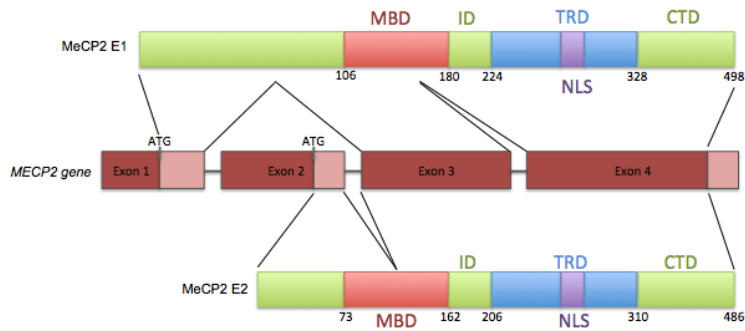 MBD ID TRD CTD
MeCP2 E1
106 180 224 NLS 328 498
ATG ATG
MECP2 gene Exon 1 Exon 2 Exon 3 Exon 4
ID TRD CTD
MeCP2 E2
73 MBD 162 206 NLS 310 486